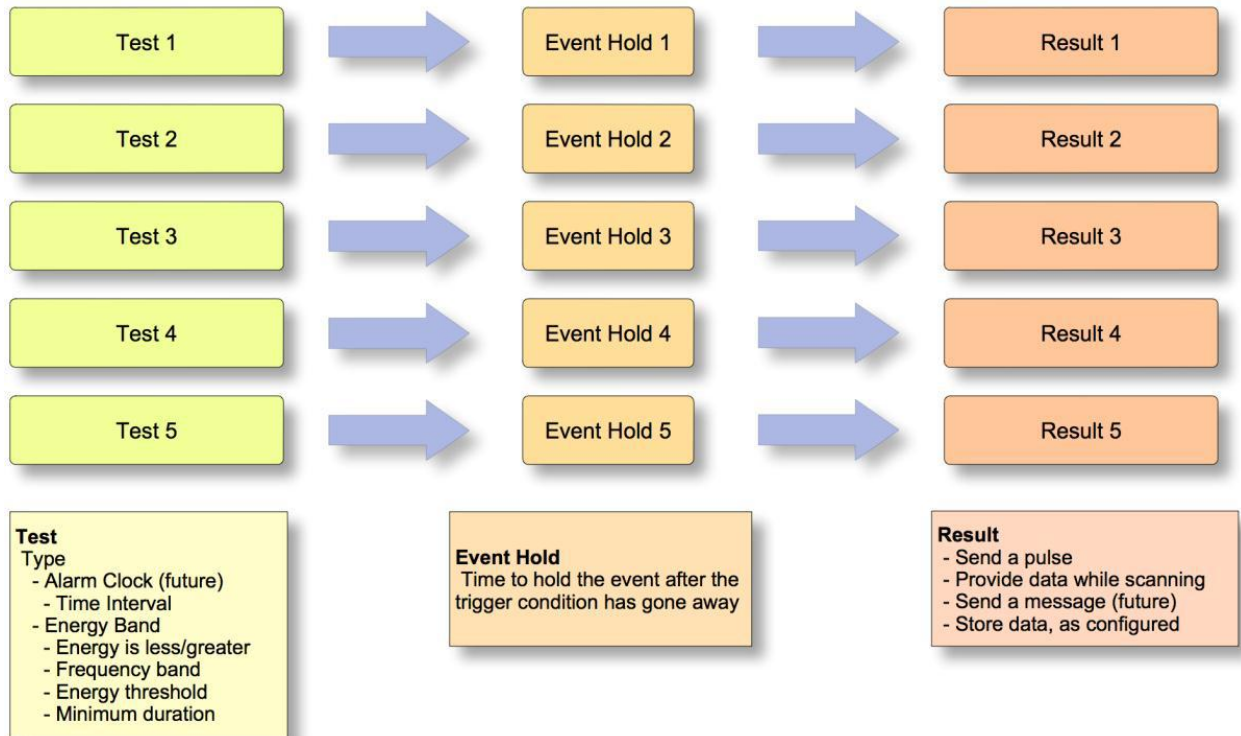 Test 1
Event Hold 1
Result 1
Test 2
Event Hold 2
Result 2
Test 3
Event Hold 3
Result 3
Test 4
Event Hold 4
Result 4
Test 5
Event Hold 5
Result 5
Test
Type
- Alarm Clock (future)
- Time Interval
- Energy Band
- Energy is less/greater
- Frequency band
- Energy threshold
- Minimum duration
Event Hold
Time to hold the event after the
trigger condition has gone away
Result
- Send a pulse
- Provide data while scanning
- Send a message (future)
- Store data, as configured